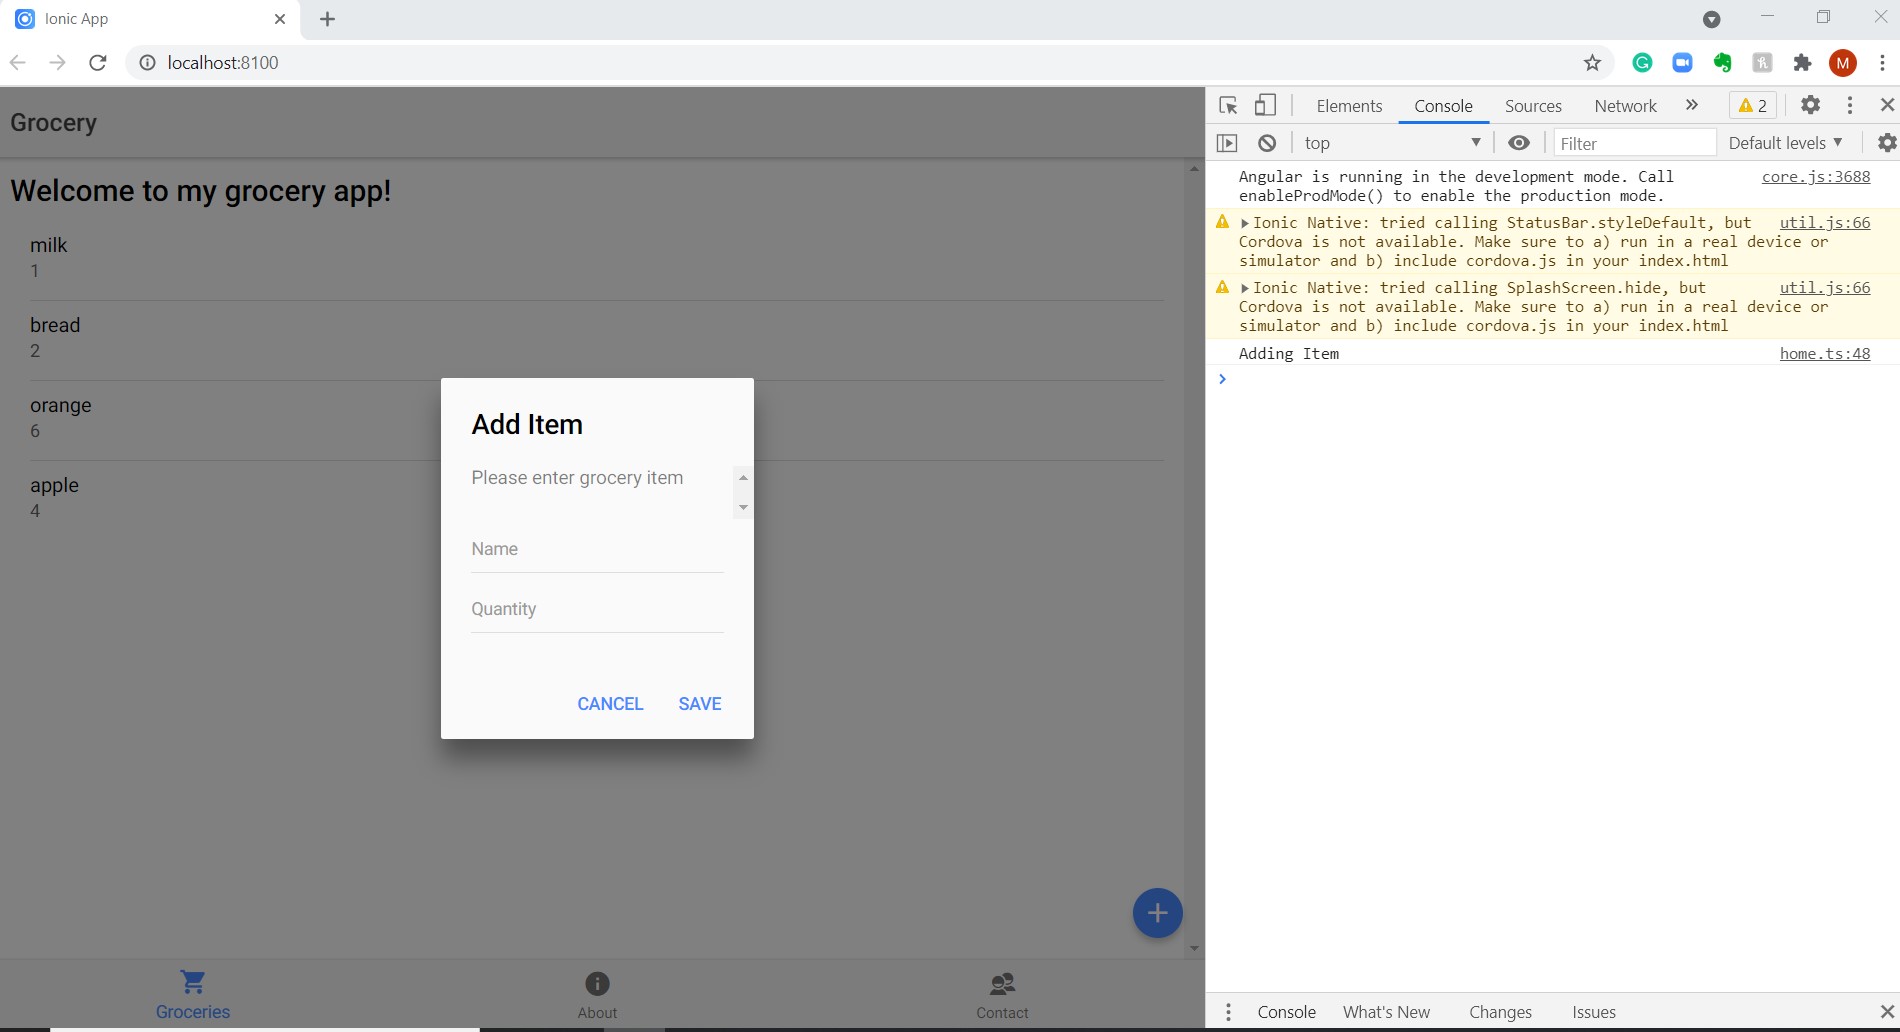 Ionic App
localhost:8100
M
Grocery
Welcome to my grocery app!
milk
1
bread
2
orange
6
apple
4
Add Item
Please enter grocery item
Name
Quantity
CANCEL SAVE
Groceries
About
Contact
Elements Console Sources Network » 2
top Filter Default levels
Angular is running in the development mode. Call core.js:3688
enableProdMode() to enable the production mode.
Ionic Native: tried calling StatusBar.styleDefault, but util.js:66
Cordova is not available. Make sure to a) run in a real device or
simulator and b) include cordova.js in your index.html
Ionic Native: tried calling SplashScreen.hide, but util.js:66
Cordova is not available. Make sure to a) run in a real device or
simulator and b) include cordova.js in your index.html
Adding Item home.ts:48
Console What's New Changes Issues